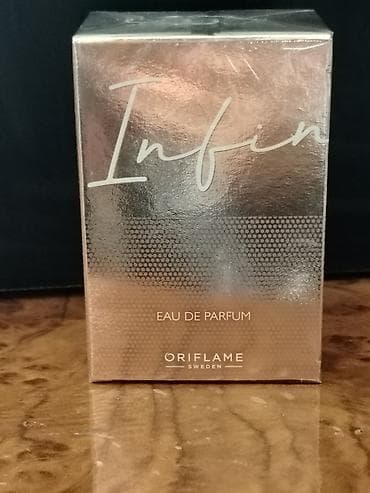 Infin
EAU DE PARFUM
ORIFLAME
SWEDEN